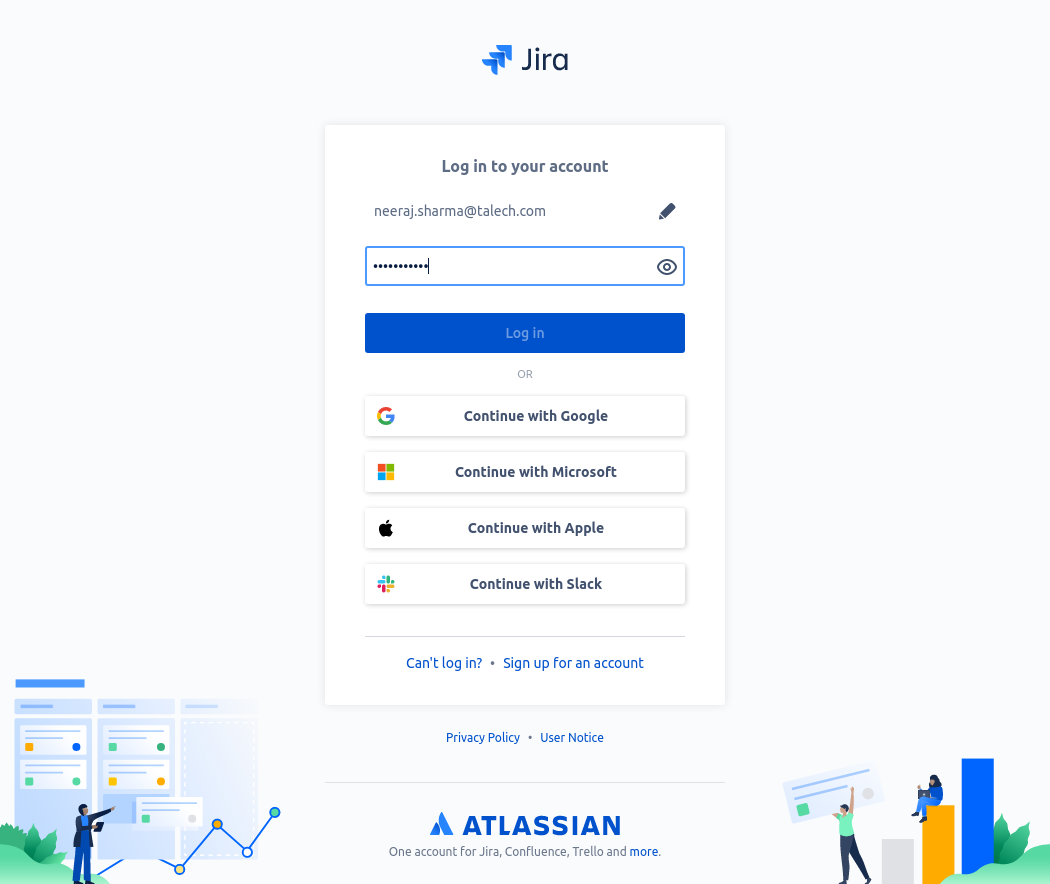 Jira
Log in to your account
neeraj.sharma@talech.com
•••••••••••
Log in
OR
Continue with Google
Continue with Microsoft
Continue with Apple
Continue with Slack
Can't log in? • Sign up for an account
Privacy Policy • User Notice
ATLASSIAN
One account for Jira, Confluence, Trello and more.